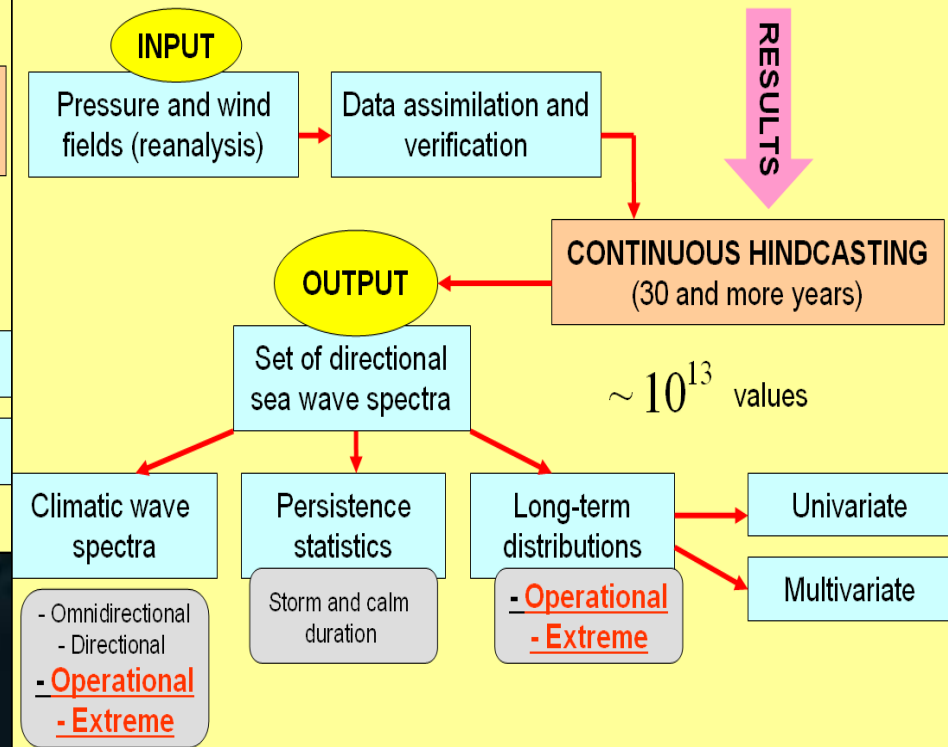 INPUT
Pressure and wind
fields (reanalysis)
Data assimilation and
verification
RESULTS
CONTINUOUS HINDCASTING
(30 and more years)
OUTPUT
Set of directional
sea wave spectra
~ 10¹³ values
Climatic wave
spectra
Persistence
statistics
Long-term
distributions
Univariate
Multivariate
- Omnidirectional
- Directional
- Operational
- Extreme
Storm and calm
duration
- Operational
- Extreme